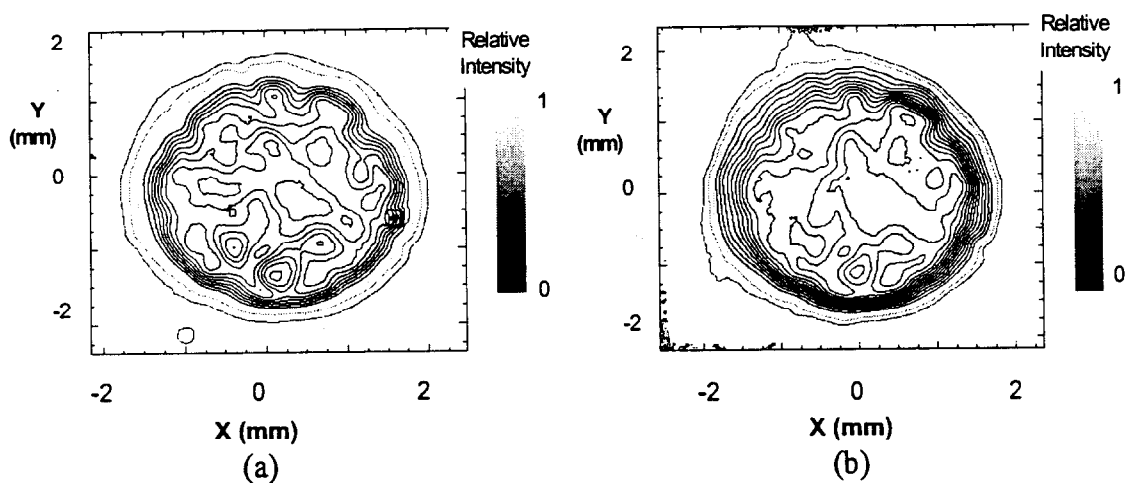 Relative
Intensity
2
Y
(mm)
0
-2
-2 0 2
X (mm)
1
0
(a)
Relative
Intensity
2
Y
(mm)
0
-2
-2 0 2
X (mm)
1
0
(b)